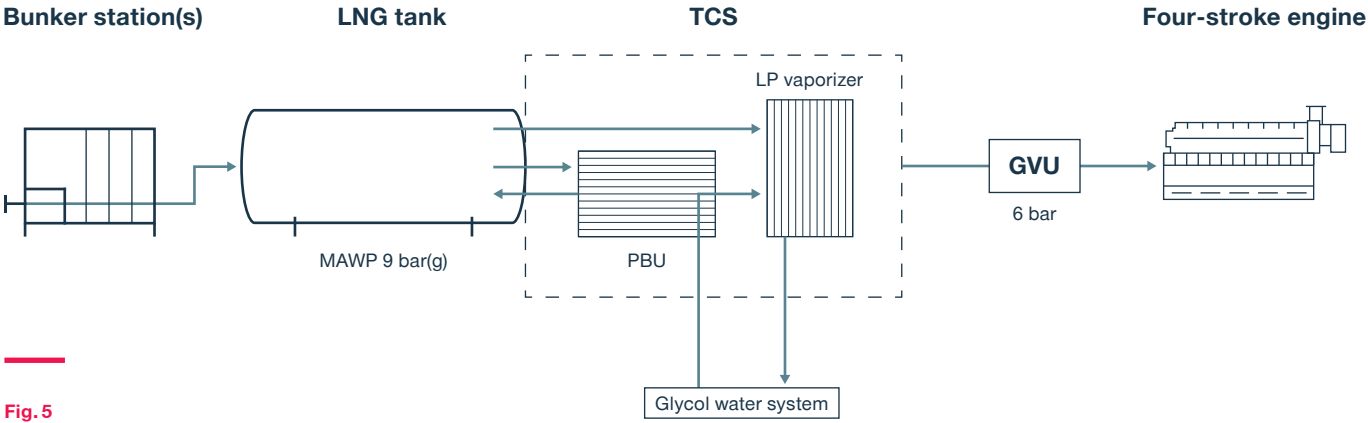 Bunker station(s)
LNG tank
TCS
Four-stroke engine
LP vaporizer
GVU
6 bar
MAWP 9 bar(g)
PBU
Glycol water system
Fig. 5